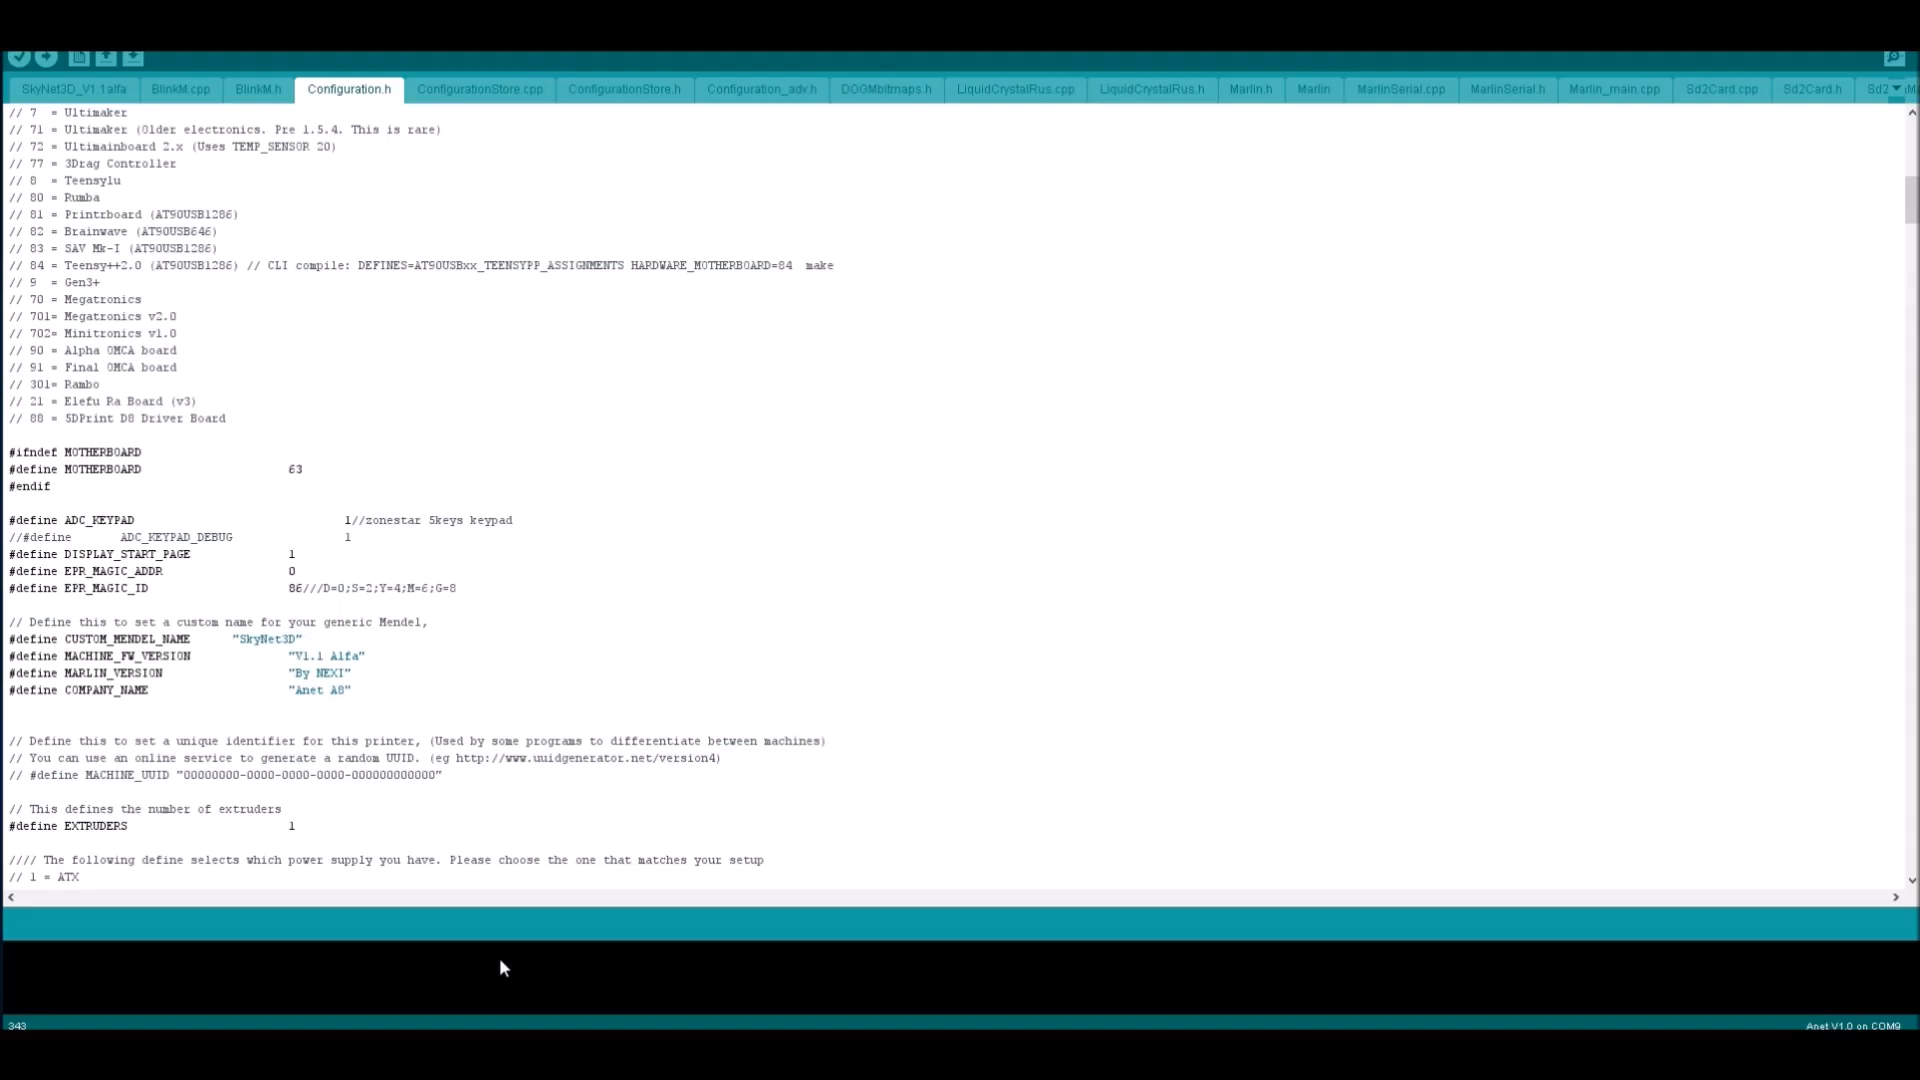 SkyNet3D_V1.1alfa BlinkM.cpp BlinkM.h Configuration.h ConfigurationStore.cpp ConfigurationStore.h Configuration_adv.h DOGMbitmaps.h LiquidCrystalRus.cpp LiquidCrystalRus.h Marlin.h Marlin MarlinSerial.cpp MarlinSerial.h Marlin_main.cpp Sd2Card.cpp Sd2Card.h Sd2
// 7  = Ultimaker
// 71 = Ultimaker (Older electronics. Pre 1.5.4. This is rare)
// 72 = Ultimainboard 2.x (Uses TEMP_SENSOR 20)
// 77 = 3Drag Controller
// 8  = Teensylu
// 80 = Rumba
// 81 = Printrboard (AT90USB1286)
// 82 = Brainwave (AT90USB646)
// 83 = SAV Mk-I (AT90USB1286)
// 84 = Teensy++2.0 (AT90USB1286) // CLI compile: DEFINES=AT90USBxx_TEENSYPP_ASSIGNMENTS HARDWARE_MOTHERBOARD=84  make
// 9  = Gen3+
// 70 = Megatronics
// 701= Megatronics v2.0
// 702= Minitronics v1.0
// 90 = Alpha OMCA board
// 91 = Final OMCA board
// 301= Rambo
// 21 = Elefu Ra Board (v3)
// 88 = 5DPrint D8 Driver Board
#ifndef MOTHERBOARD
#define MOTHERBOARD 63
#endif
#define ADC_KEYPAD 1//zonestar 5keys keypad
//#define ADC_KEYPAD_DEBUG 1
#define DISPLAY_START_PAGE 1
#define EPR_MAGIC_ADDR 0
#define EPR_MAGIC_ID 86///D=0;S=2;Y=4;M=6;G=8
// Define this to set a custom name for your generic Mendel,
#define CUSTOM_MENDEL_NAME "SkyNet3D"
#define MACHINE_FW_VERSION "V1.1 Alfa"
#define MARLIN_VERSION "By NEXI"
#define COMPANY_NAME "Anet A8"
// Define this to set a unique identifier for this printer, (Used by some programs to differentiate between machines)
// You can use an online service to generate a random UUID. (eg http://www.uuidgenerator.net/version4)
// #define MACHINE_UUID "00000000-0000-0000-0000-000000000000"
// This defines the number of extruders
#define EXTRUDERS 1
//// The following define selects which power supply you have. Please choose the one that matches your setup
// 1 = ATX
343
Anet V1.0 on COM9